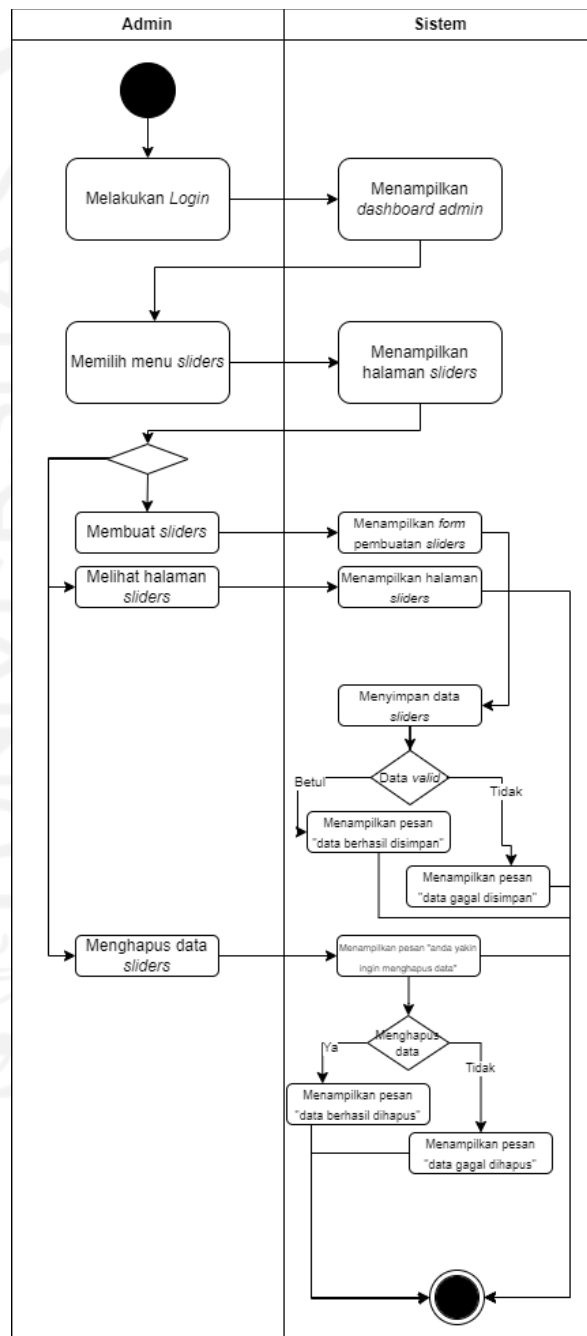 Admin
Sistem
Melakukan Login
Menampilkan
dashboard admin
Memilih menu sliders
Menampilkan
halaman sliders
Membuat sliders
Menampilkan form
pembuatan sliders
Melihat halaman
sliders
Menampilkan halaman
sliders
Menyimpan data
sliders
Data valid
Betul
Tidak
Menampilkan pesan
"data berhasil disimpan"
Menampilkan pesan
"data gagal disimpan"
Menghapus data
sliders
Menampilkan pesan "anda yakin
ingin menghapus data"
Menghapus
data
Ya
Tidak
Menampilkan pesan
"data berhasil dihapus"
Menampilkan pesan
"data gagal dihapus"